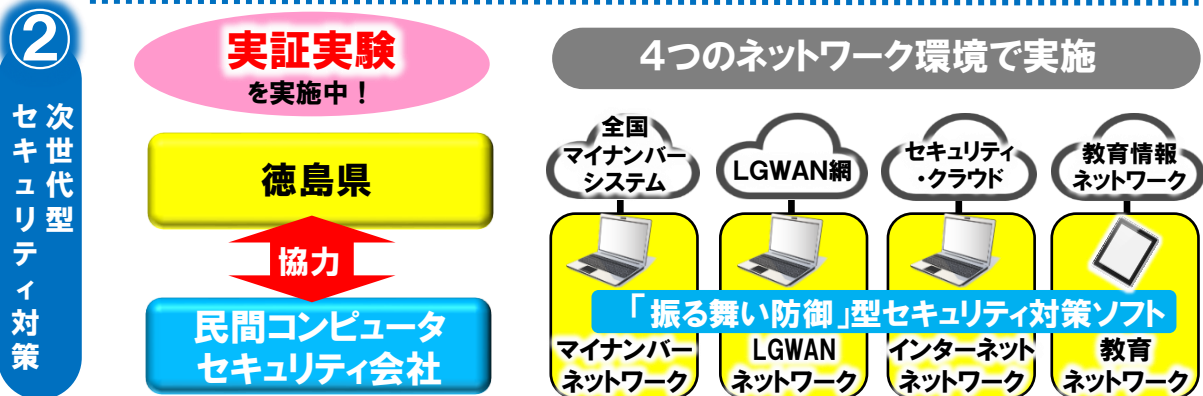 ②
次世代型
セキュリティ対策
実証実験
を実施中！
徳島県
協力
民間コンピュータ
セキュリティ会社
４つのネットワーク環境で実施
全国
マイナンバー
システム
LGWAN網
セキュリティ
・クラウド
教育情報
ネットワーク
「振る舞い防御」型セキュリティ対策ソフト
マイナンバー
ネットワーク
LGWAN
ネットワーク
インターネット
ネットワーク
教育
ネットワーク